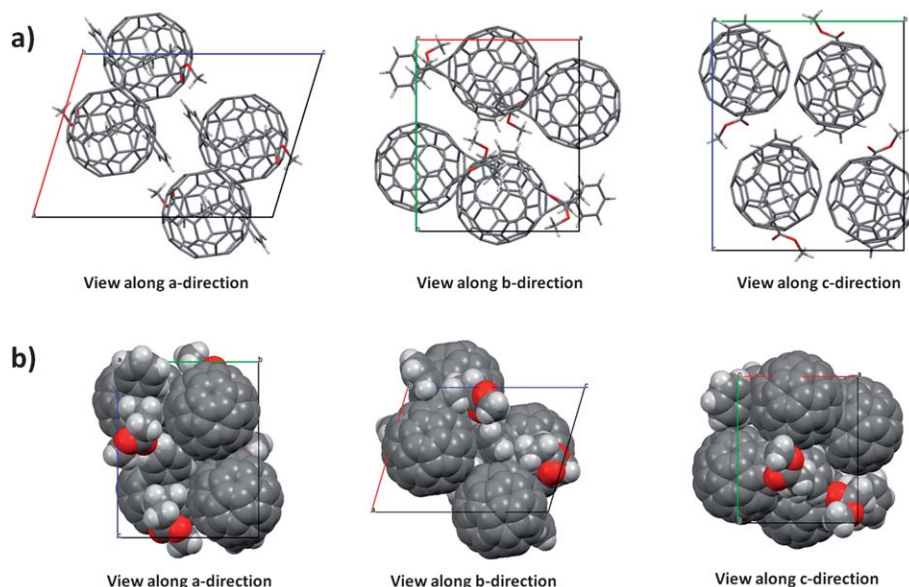 a)
View along a-direction
View along b-direction
View along c-direction
b)
View along a-direction
View along b-direction
View along c-direction